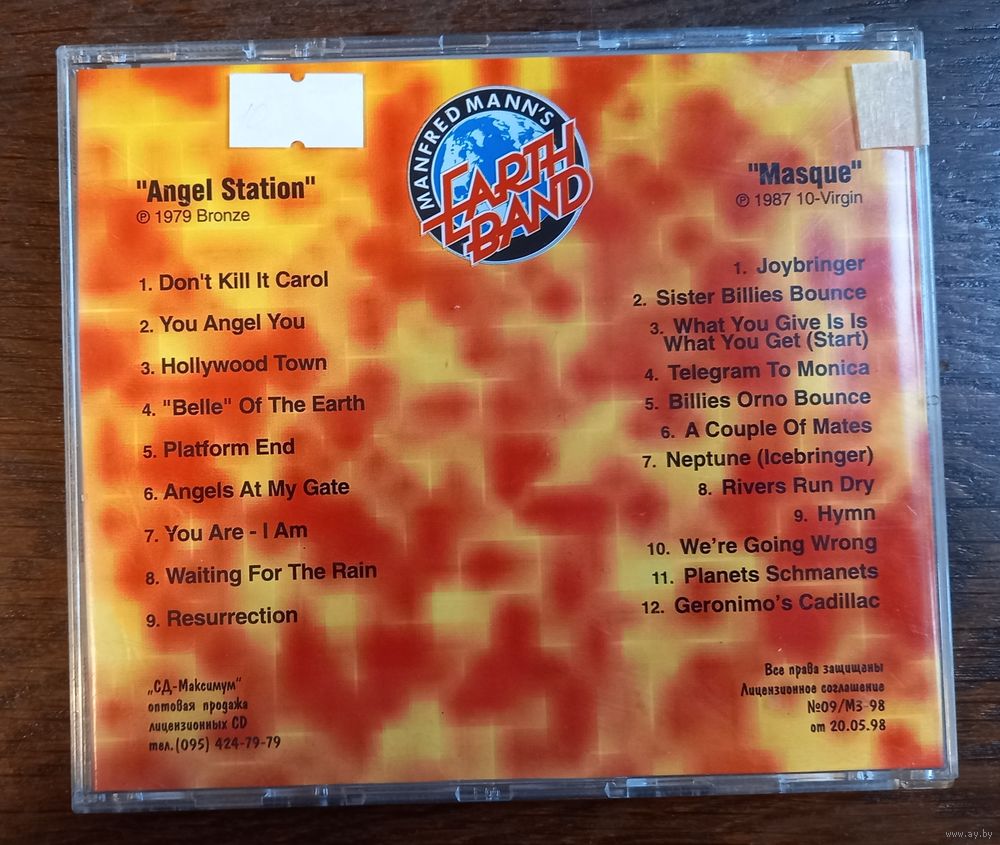 MANFRED MANN'S
EARTH
BAND
"Angel Station"
℗ 1979 Bronze
1. Don't Kill It Carol
2. You Angel You
3. Hollywood Town
4. "Belle" Of The Earth
5. Platform End
6. Angels At My Gate
7. You Are - I Am
8. Waiting For The Rain
9. Resurrection
"Masque"
℗ 1987 10-Virgin
1. Joybringer
2. Sister Billies Bounce
3. What You Give Is Is
What You Get (Start)
4. Telegram To Monica
5. Billies Orno Bounce
6. A Couple Of Mates
7. Neptune (Icebringer)
8. Rivers Run Dry
9. Hymn
10. We're Going Wrong
11. Planets Schmanets
12. Geronimo's Cadillac
„СД-Максимум"
оптовая продажа
лицензионных CD
тел.(095) 424-79-79
Все права защищены
Лицензионное соглашение
№09/МЗ-98
от 20.05.98
www.ay.by